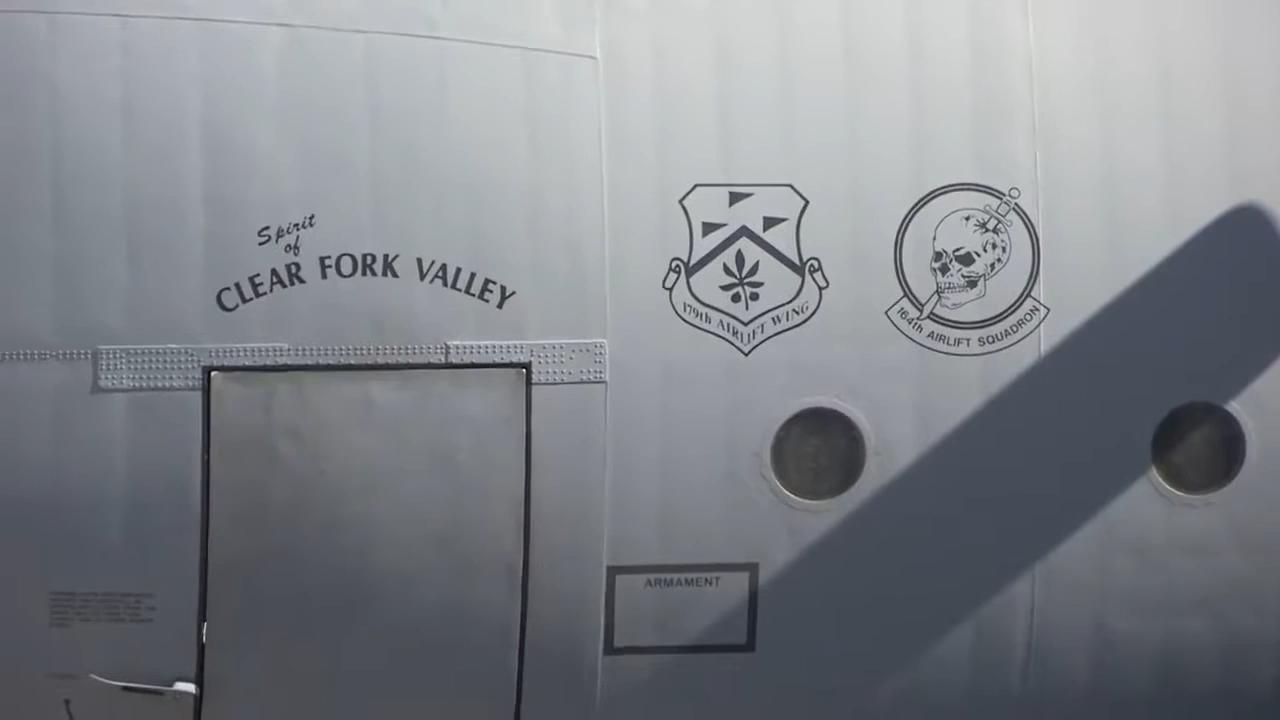 Spirit
of
CLEAR FORK VALLEY
179th AIRLIFT WING
164th AIRLIFT SQUADRON
ARMAMENT